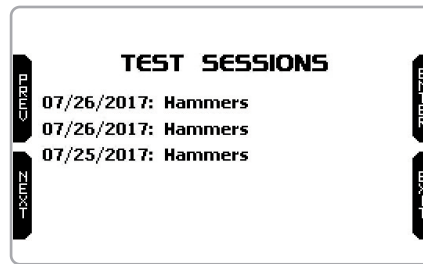 TEST SESSIONS
PREV
07/26/2017: Hammers
07/26/2017: Hammers
07/25/2017: Hammers
NEXT
ENTER
EXIT